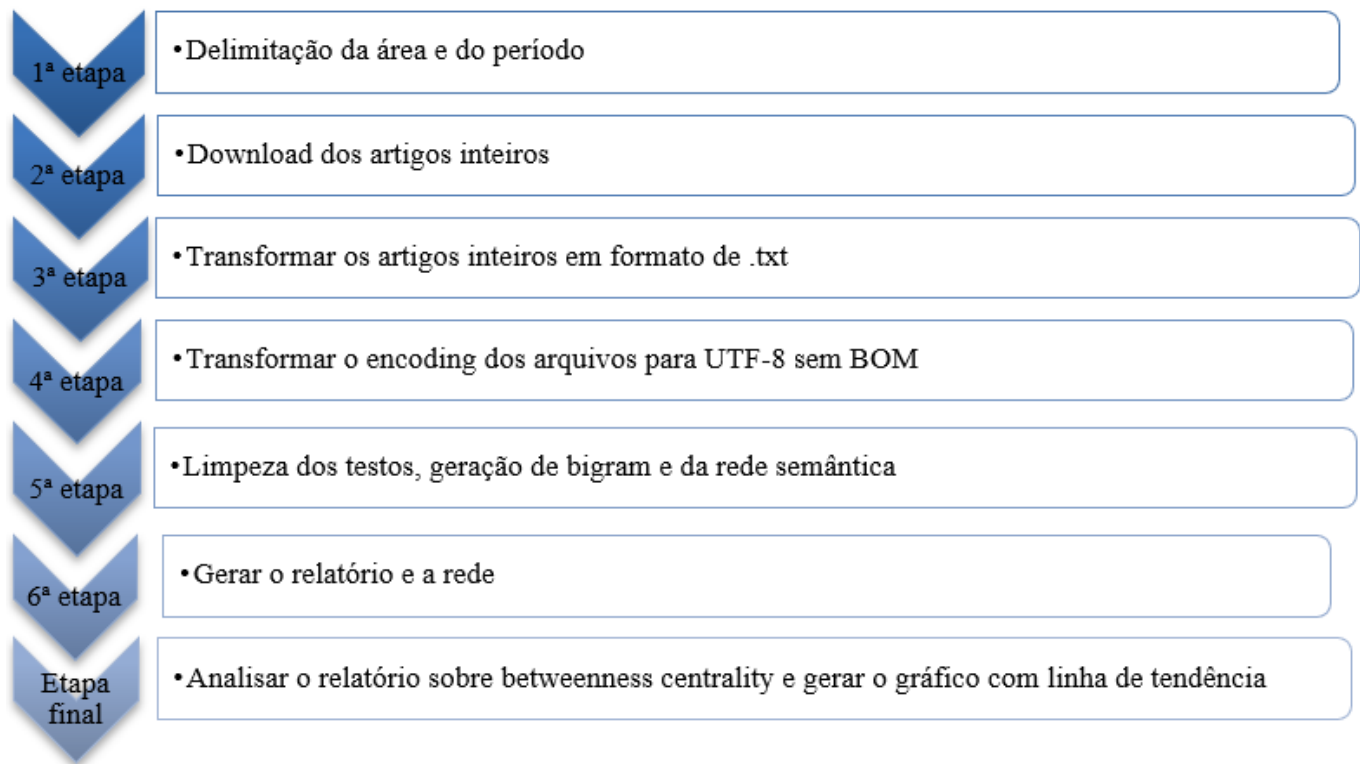 1ª etapa
•Delimitação da área e do período
2ª etapa
•Download dos artigos inteiros
3ª etapa
•Transformar os artigos inteiros em formato de .txt
4ª etapa
•Transformar o encoding dos arquivos para UTF-8 sem BOM
5ª etapa
•Limpeza dos testos, geração de bigram e da rede semântica
6ª etapa
•Gerar o relatório e a rede
Etapa
final
•Analisar o relatório sobre betweenness centrality e gerar o gráfico com linha de tendência